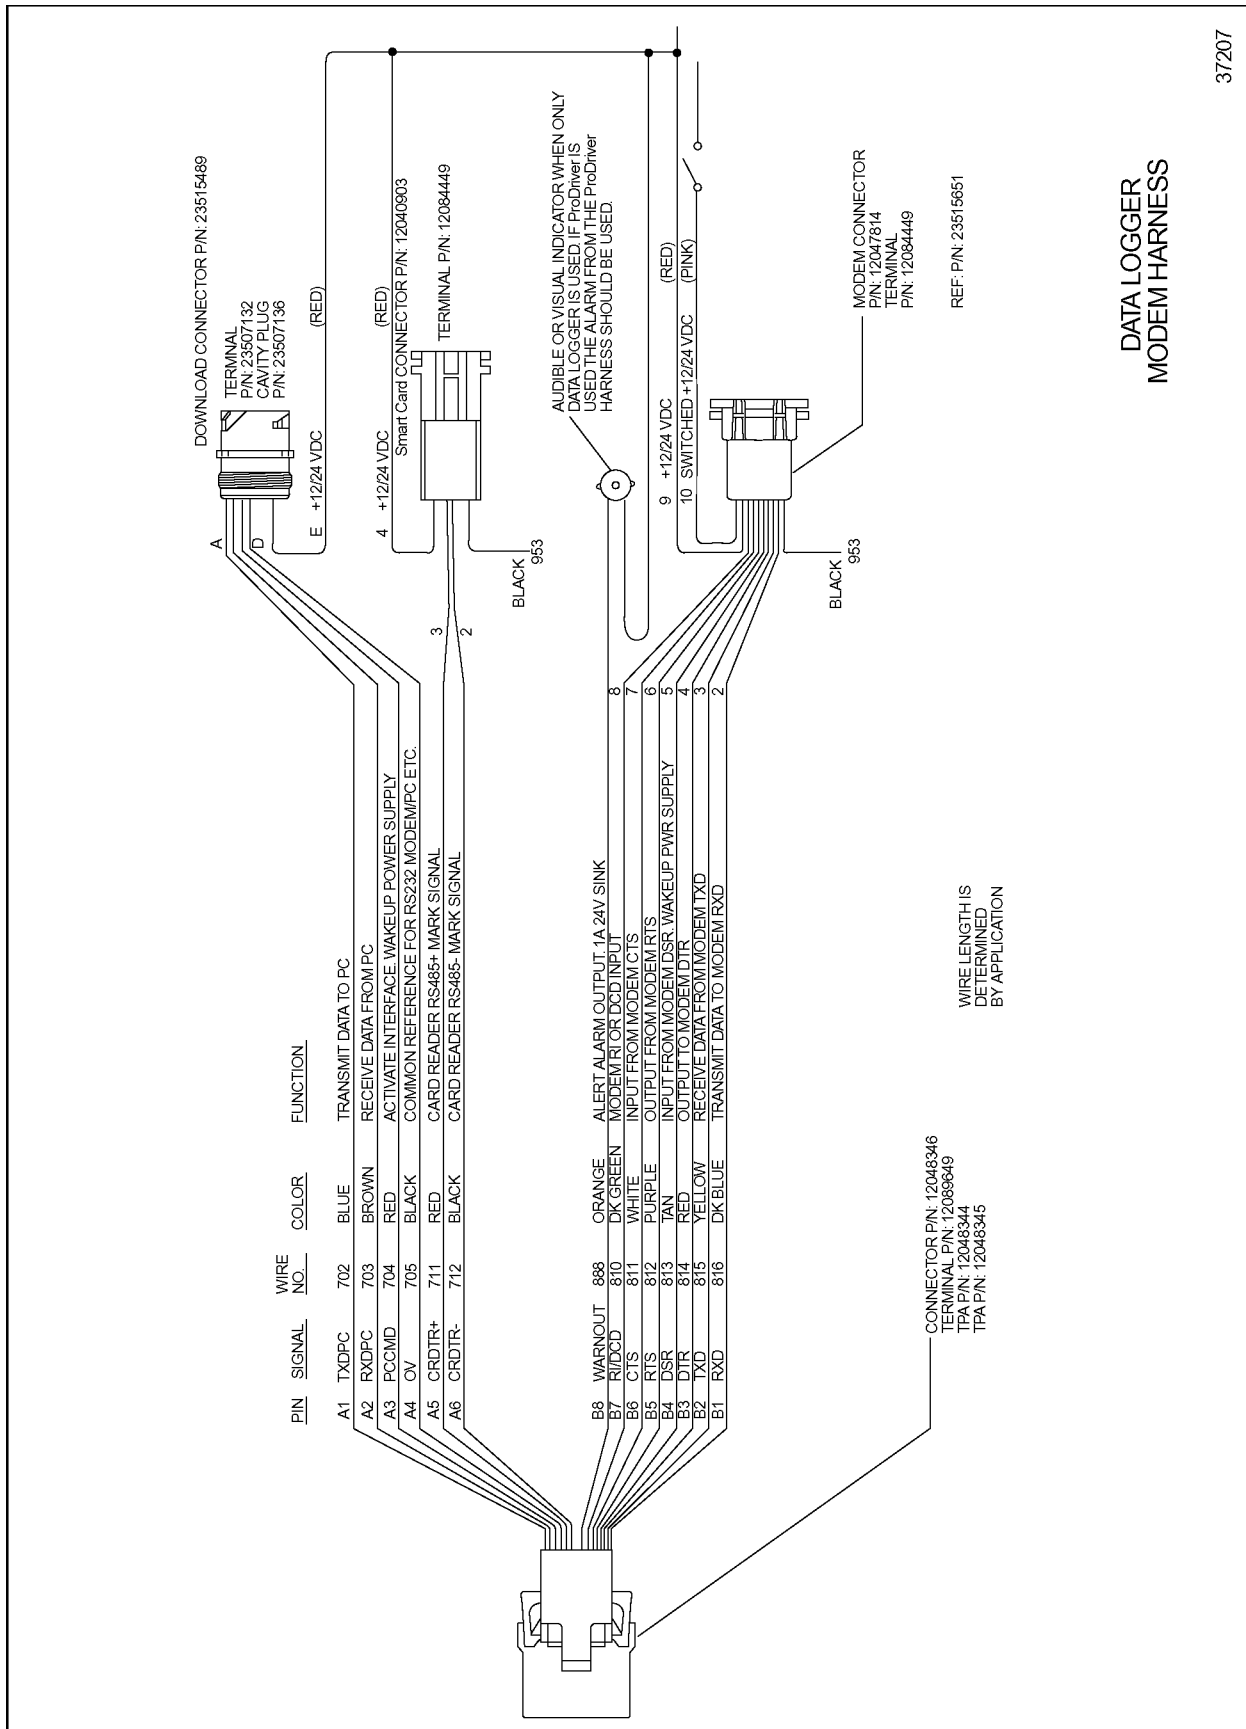 37207
DOWNLOAD CONNECTOR P/N: 23515489
TERMNAL
P/N: 23507132
CAVITY PLUG
P/N: 23507136
A
D
E +12/24 VDC (RED)
4 +12/24 VDC (RED)
Smart Card CONNECTOR P/N: 12040903
TERMINAL P/N: 12084449
3
2
BLACK
953
AUDIBLE OR VISUAL INDICATOR WHEN ONLY
DATA LOGGER IS USED. IF ProDriver IS
USED THE ALARM FROM THE ProDriver
HARNESS SHOULD BE USED.
9 +12/24 VDC (RED)
10 SWITCHED +12/24 VDC (PINK)
BLACK
953
MODEM CONNECTOR
P/N: 12047814
TERMINAL
P/N: 12084449
REF: P/N: 23515651
DATA LOGGER
MODEM HARNESS
PIN SIGNAL WIRE NO. COLOR FUNCTION
A1 TXDPC 702 BLUE TRANSMIT DATA TO PC
A2 RXDPC 703 BROWN RECEIVE DATA FROM PC
A3 PCCMD 704 RED ACTIVATE INTERFACE. WAKEUP POWER SUPPLY
A4 OV 705 BLACK COMMON REFERENCE FOR RS232 MODEM/PC ETC.
A5 CRDTR+ 711 RED CARD READER RS485+ MARK SIGNAL
A6 CRDTR- 712 BLACK CARD READER RS485- MARK SIGNAL
B8 WARNOUT 888 ORANGE ALERT ALARM OUTPUT. 1A 24V SINK
B7 RI/DCD 810 DK GREEN MODEM RI OR DCD INPUT 8
B6 CTS 811 WHITE INPUT FROM MODEM CTS 7
B5 RTS 812 PURPLE OUTPUT FROM MODEM RTS 6
B4 DSR 813 TAN INPUT FROM MODEM DSR. WAKEUP PWR SUPPLY 5
B3 DTR 814 RED OUTPUT TO MODEM DTR 4
B2 TXD 815 YELLOW RECEIVE DATA FROM MODEM TXD 3
B1 RXD 816 DK BLUE TRANSMIT DATA TO MODEM RXD 2
CONNECTOR P/N: 12048346
TERMINAL P/N: 12089649
TPA P/N: 12048344
TPA P/N: 12048345
WIRE LENGTH IS
DETERMINED
BY APPLICATION